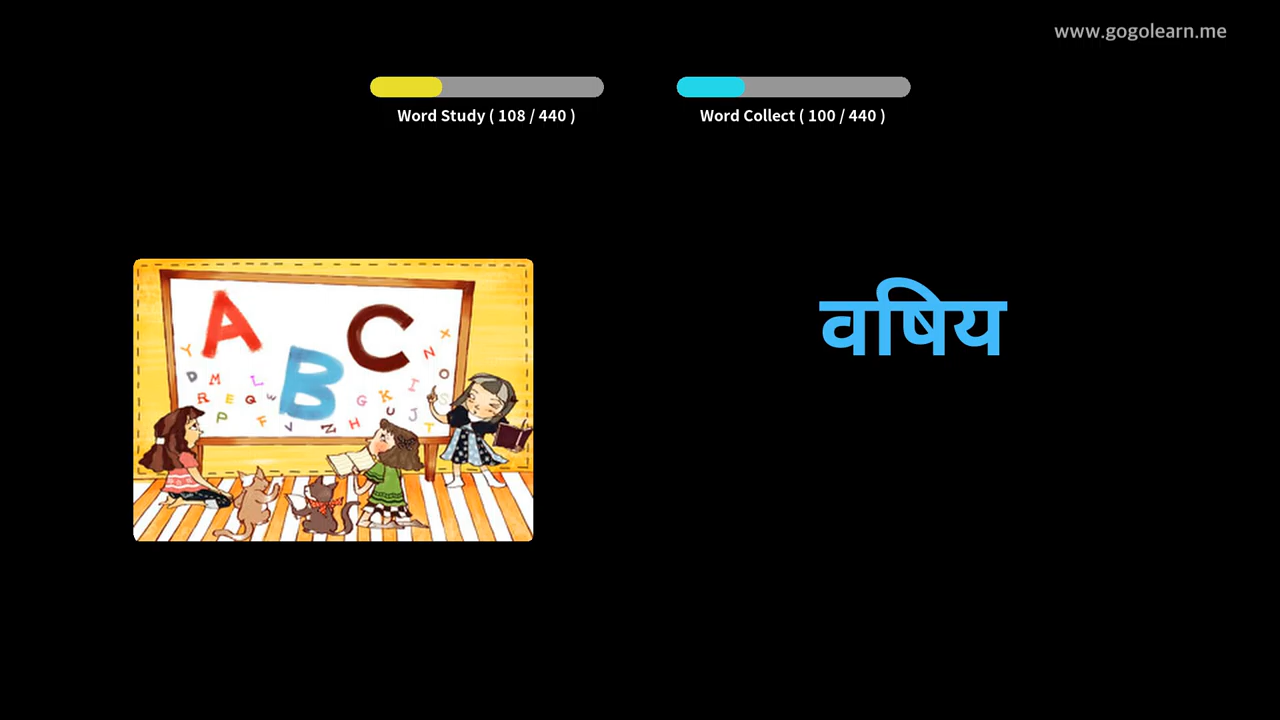 www.gogolearn.me
Word Study ( 108 / 440 )
Word Collect ( 100 / 440 )
A B C
Y N X
D M L I O
R E Q W G K S
P F V Z H U J T
वषिय